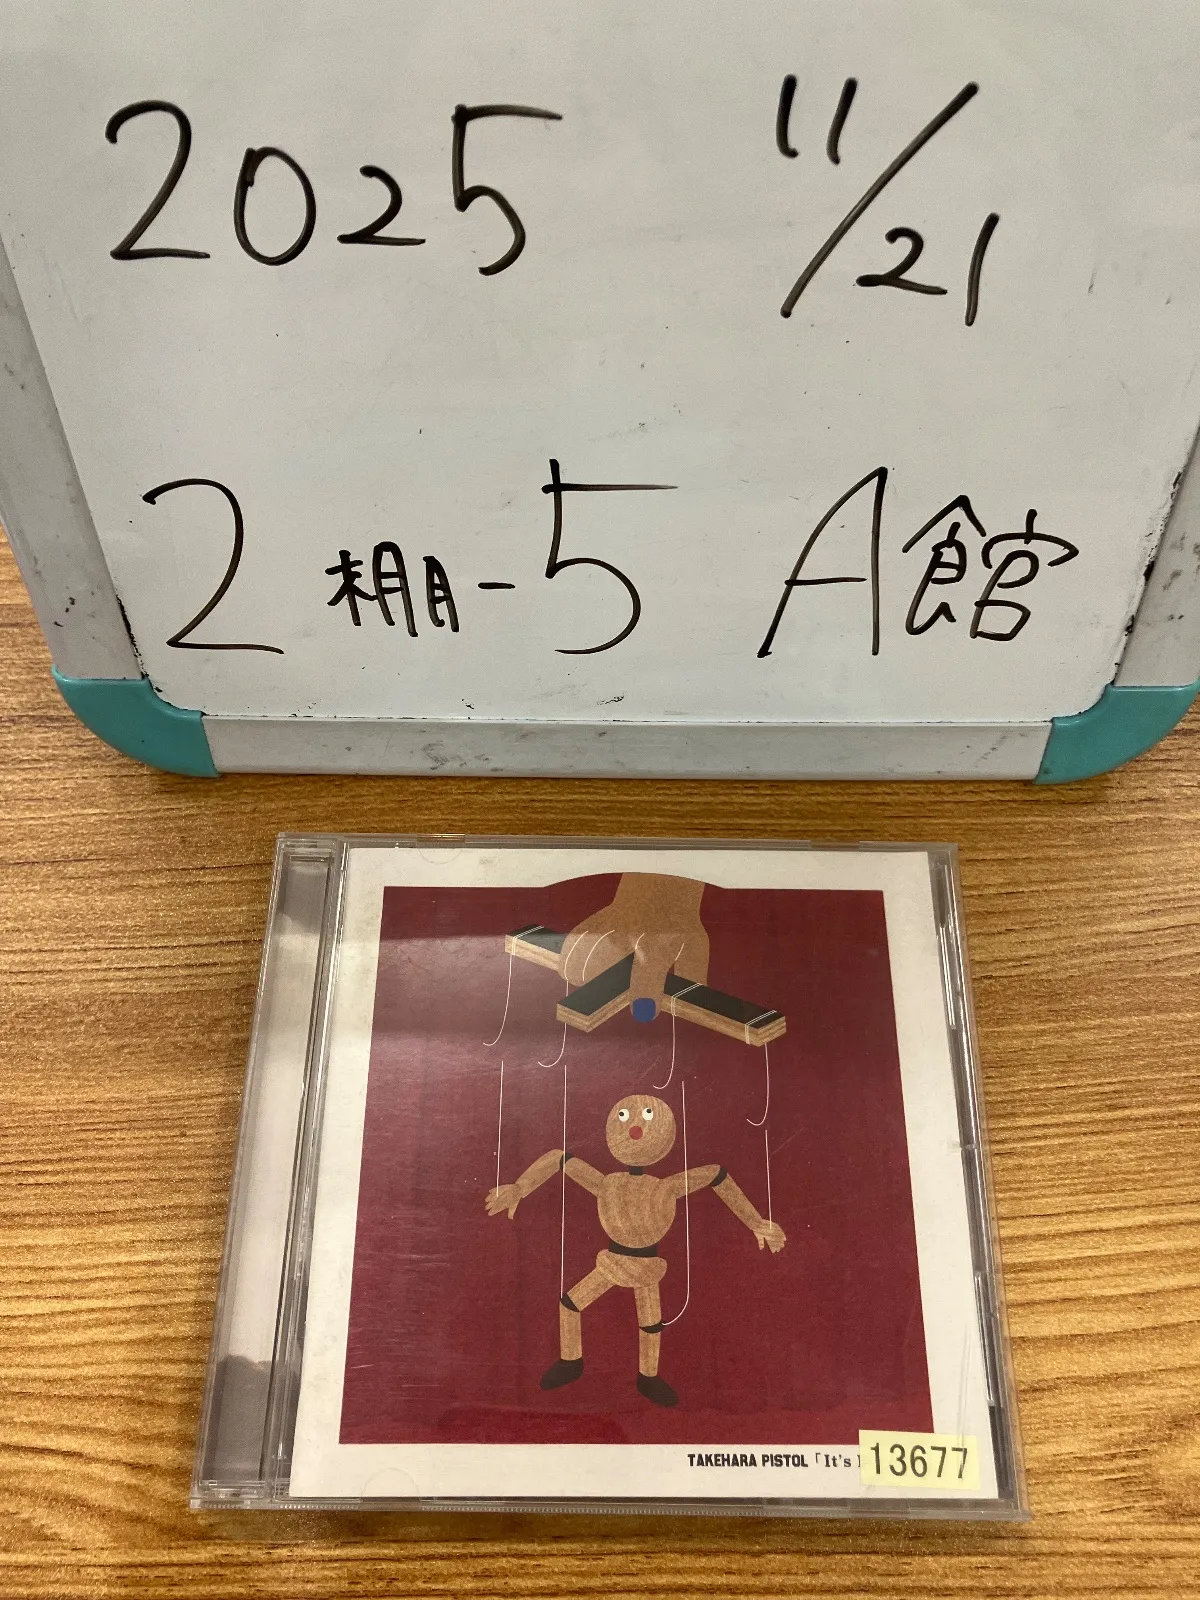 2025 11/21
2棚-5 A館
TAKEHARA PISTOL「It's
13677